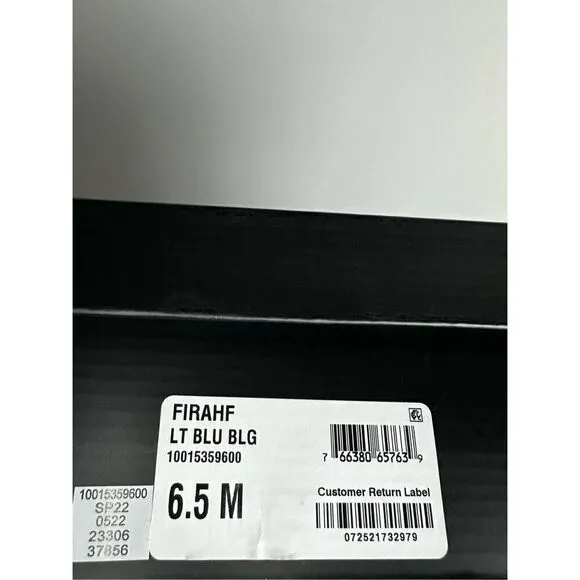 FIRAHF
LT BLU BLG
10015359600
6.5 M
7 66380 65763 9
Customer Return Label
072521732979
10015359600
SP22
0522
23306
37856